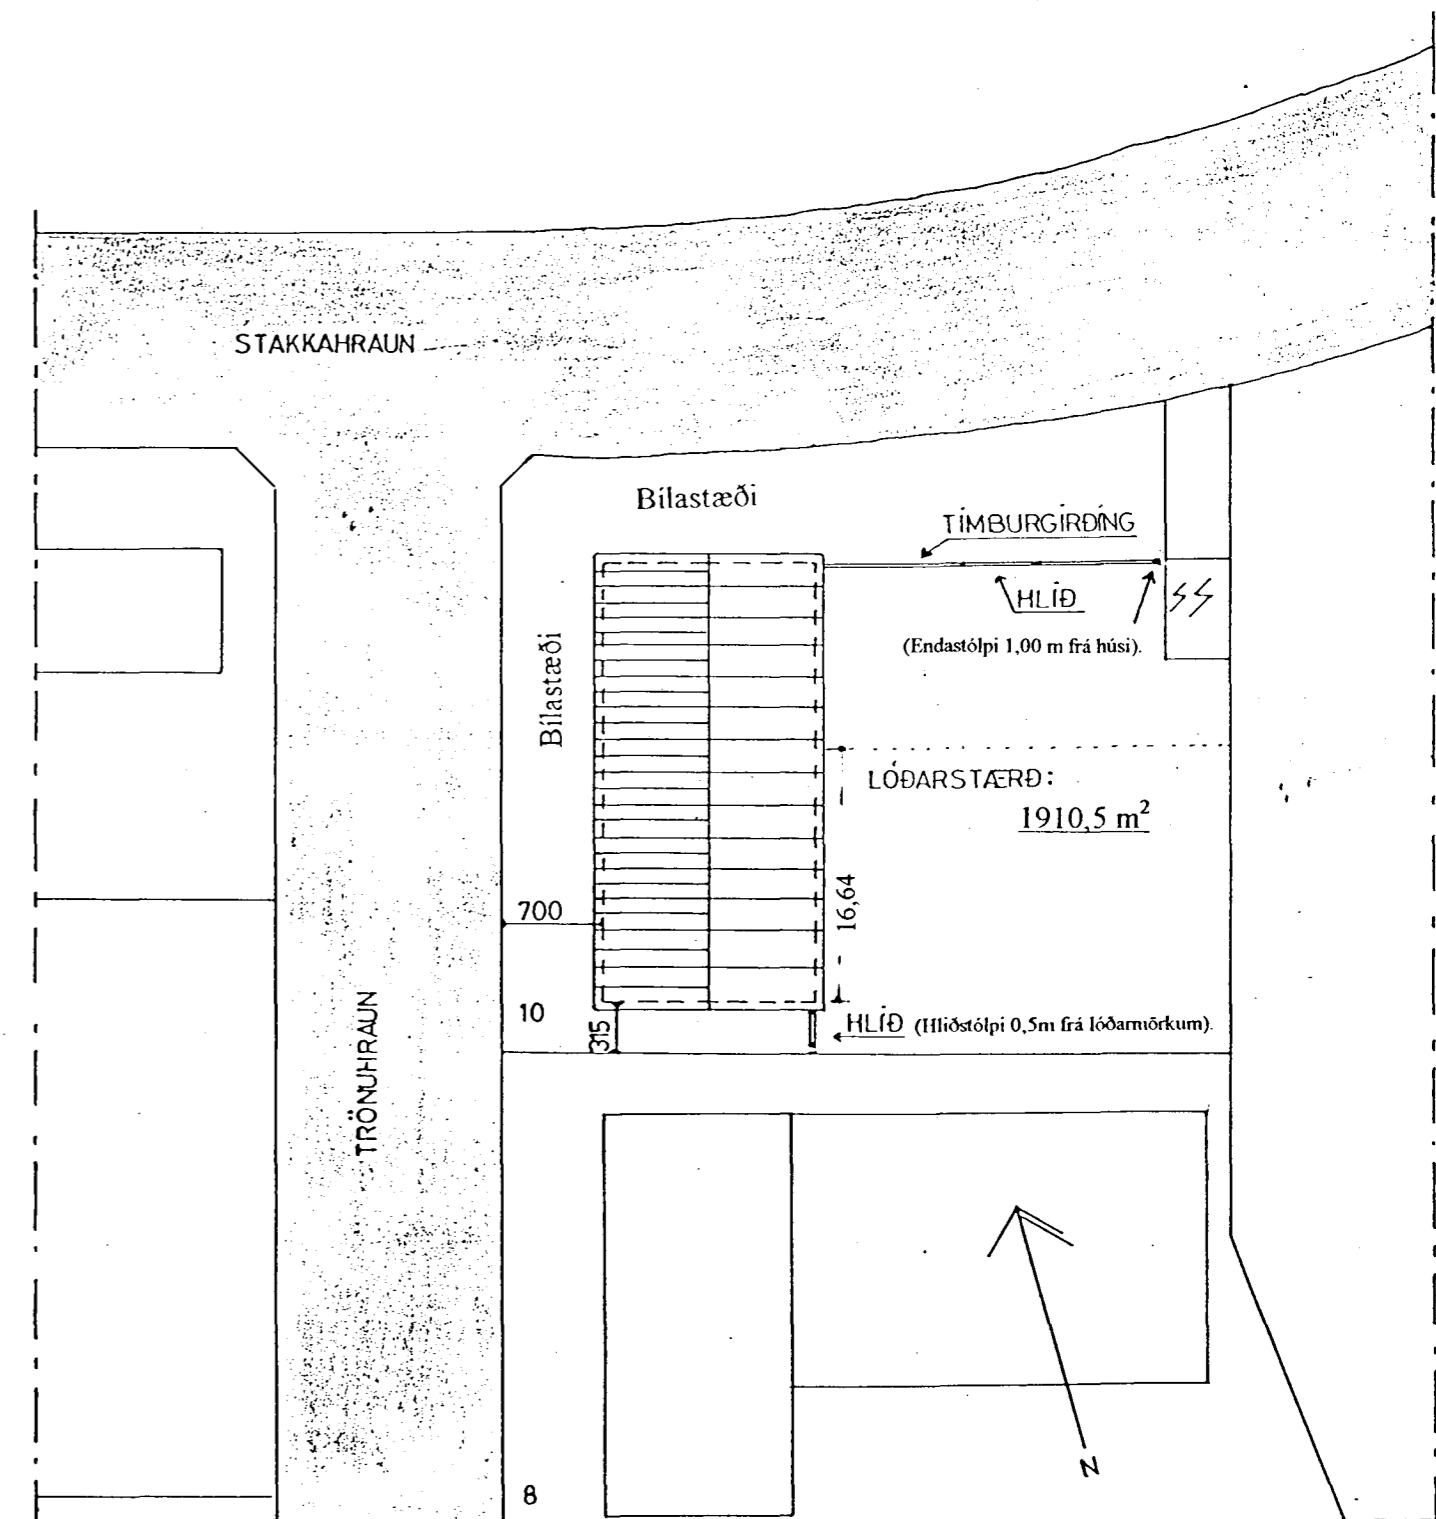 STAKKAHRAUN
Bílastæði
TÍMBURGÍRÐÍNG
HLÍÐ
(Endastólpi 1,00 m frá húsi).
Bílastæði
LÓÐARSTÆRÐ:
1910,5 m²
16,64
700
10
315
HLÍÐ (Hliðstólpi 0,5m frá lóðarmörkum).
TRÖNUHRAUN
N
8